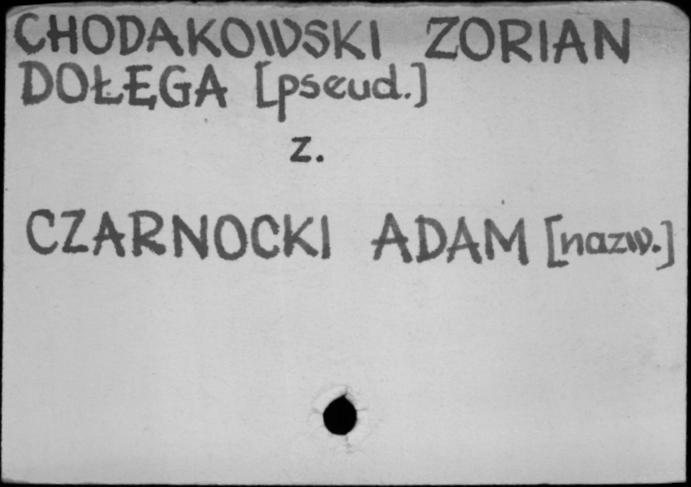 CHODAKOWSKI ZORIAN
DOŁĘGA [pseud.]
z.
CZARNOCKI ADAM [nazw.]